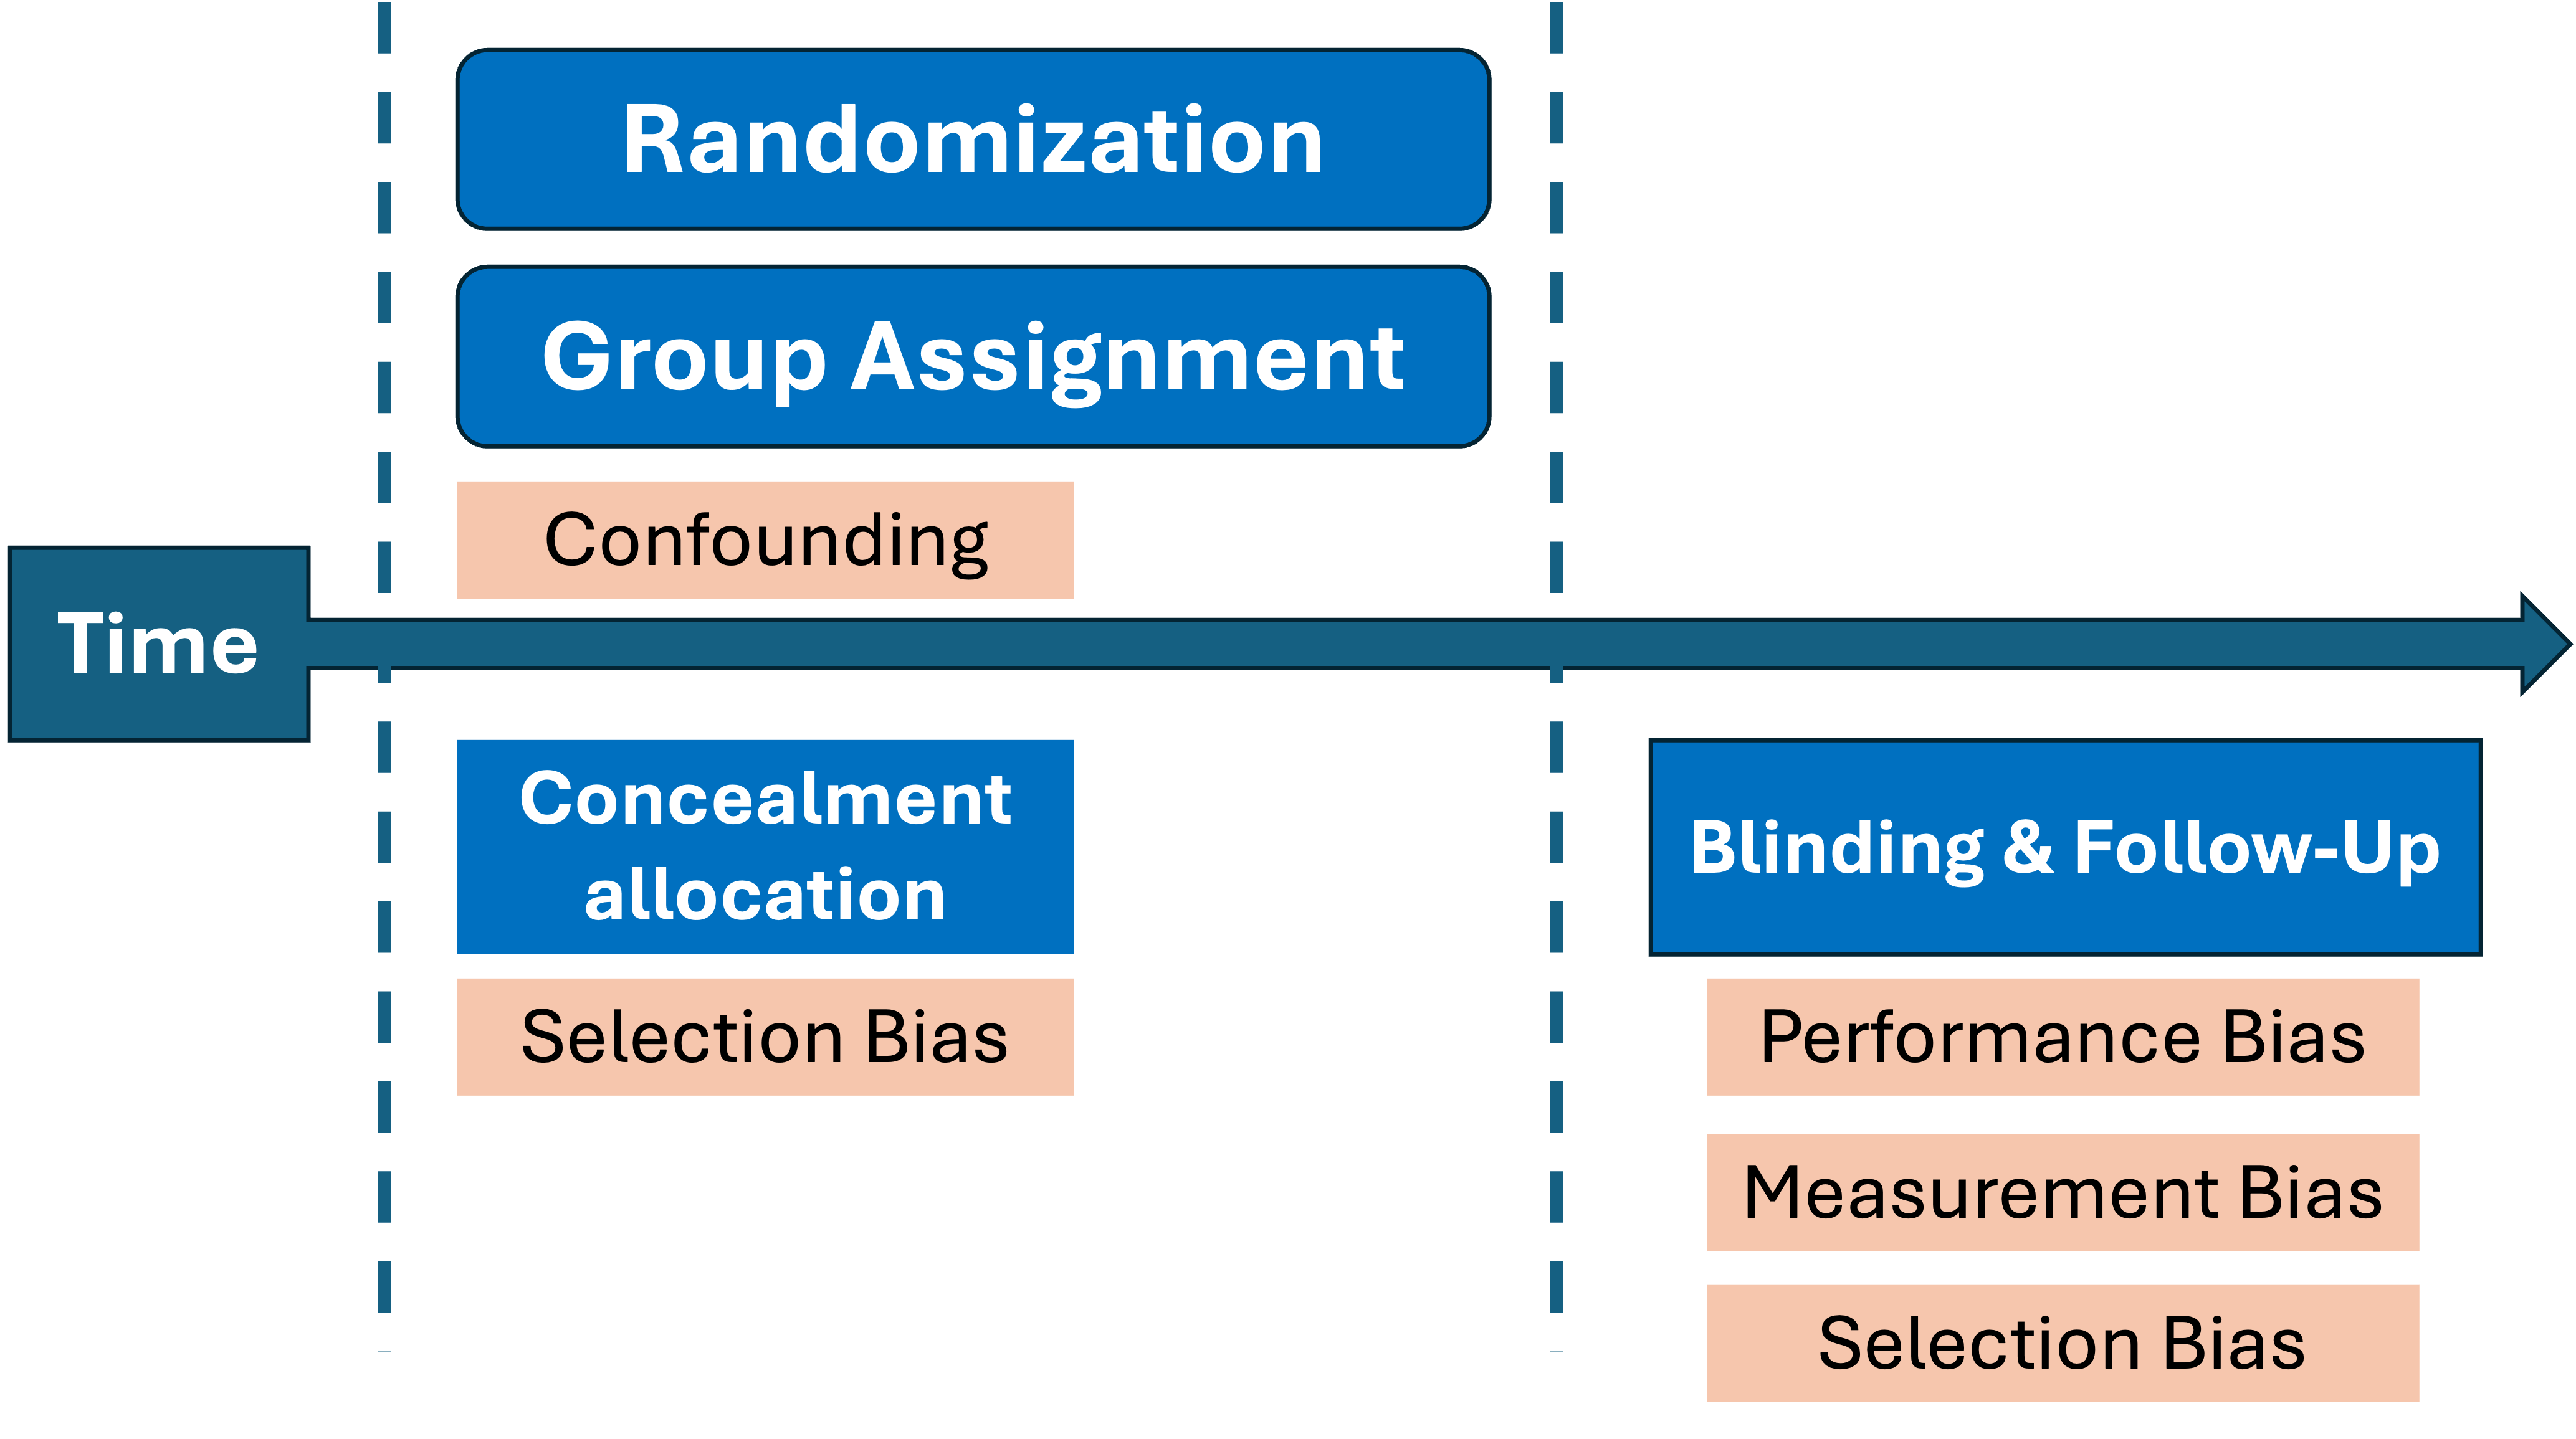 Randomization
Group Assignment
Confounding
Time
Concealment
allocation
Selection Bias
Blinding & Follow-Up
Performance Bias
Measurement Bias
Selection Bias